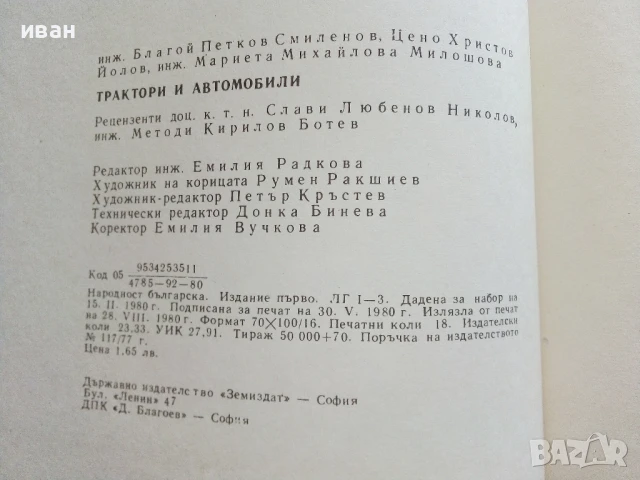 иван
инж. Благой Петков Смиленов, Цено Христов
Йолов, инж. Мариета Михайлова Милошова
ТРАКТОРИ И АВТОМОБИЛИ
Рецензенти доц. к. т. н. Слави Любенов Николов,
инж. Методи Кирилов Ботев
Редактор инж. Емилия Радкова
Художник на корицата Румен Ракшиев
Художник-редактор Петър Кръстев
Технически редактор Донка Бинева
Коректор Емилия Вучкова
Код 05 9534253511
4785—92—80
Народност българска. Издание първо. ЛГ I—3. Дадена за набор на
15. II. 1980 г. Подписана за печат на 30. V. 1980 г. Излязла от печат
на 28. VIII. 1980 г. Формат 70×100/16. Печатни коли 18. Издателски
коли 23.33. УИК 27,91. Тираж 50 000+70. Поръчка на издателството
№ 117/77 г.
Цена 1.65 лв.
Държавно издателство «Земиздат» — София
Бул. «Ленин» 47
ДПК «Д. Благоев» — София
BAZAR